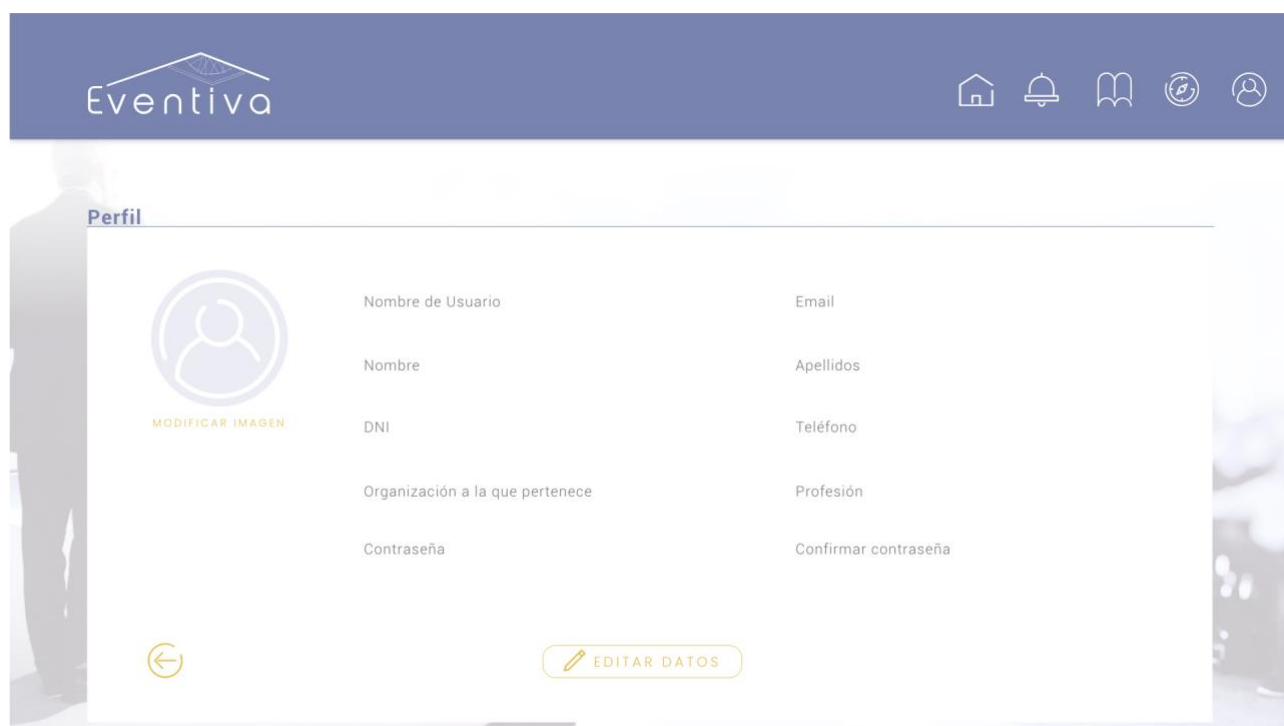 Eventiva
Perfil
Nombre de Usuario
Email
Nombre
Apellidos
MODIFICAR IMAGEN
DNI
Teléfono
Organización a la que pertenece
Profesión
Contraseña
Confirmar contraseña
EDITAR DATOS